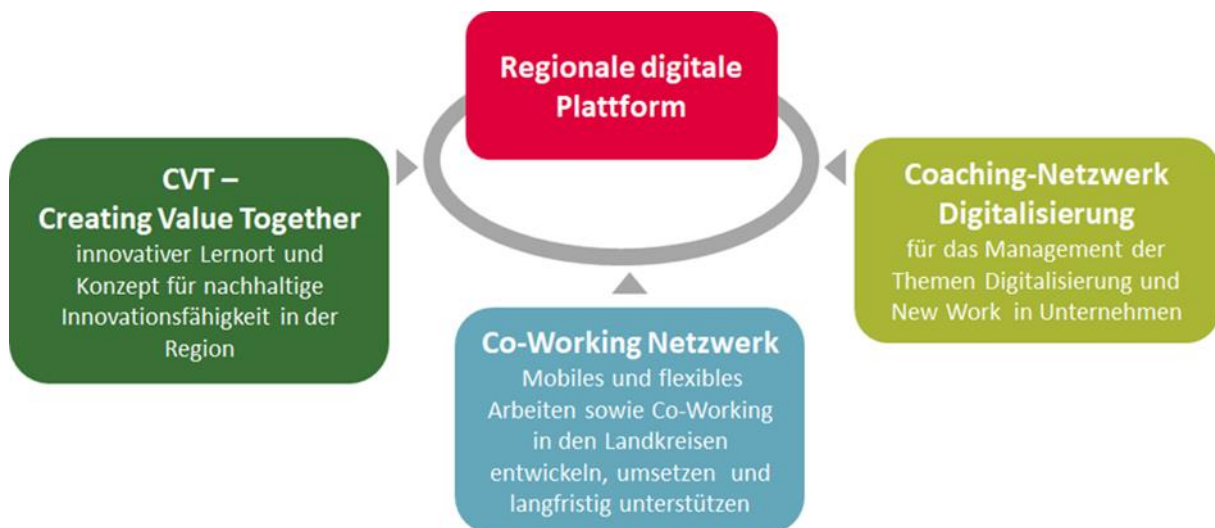 Regionale digitale
Plattform
CVT –
Creating Value Together
innovativer Lernort und
Konzept für nachhaltige
Innovationsfähigkeit in der
Region
Co-Working Netzwerk
Mobiles und flexibles
Arbeiten sowie Co-Working
in den Landkreisen
entwickeln, umsetzen und
langfristig unterstützen
Coaching-Netzwerk
Digitalisierung
für das Management der
Themen Digitalisierung und
New Work in Unternehmen